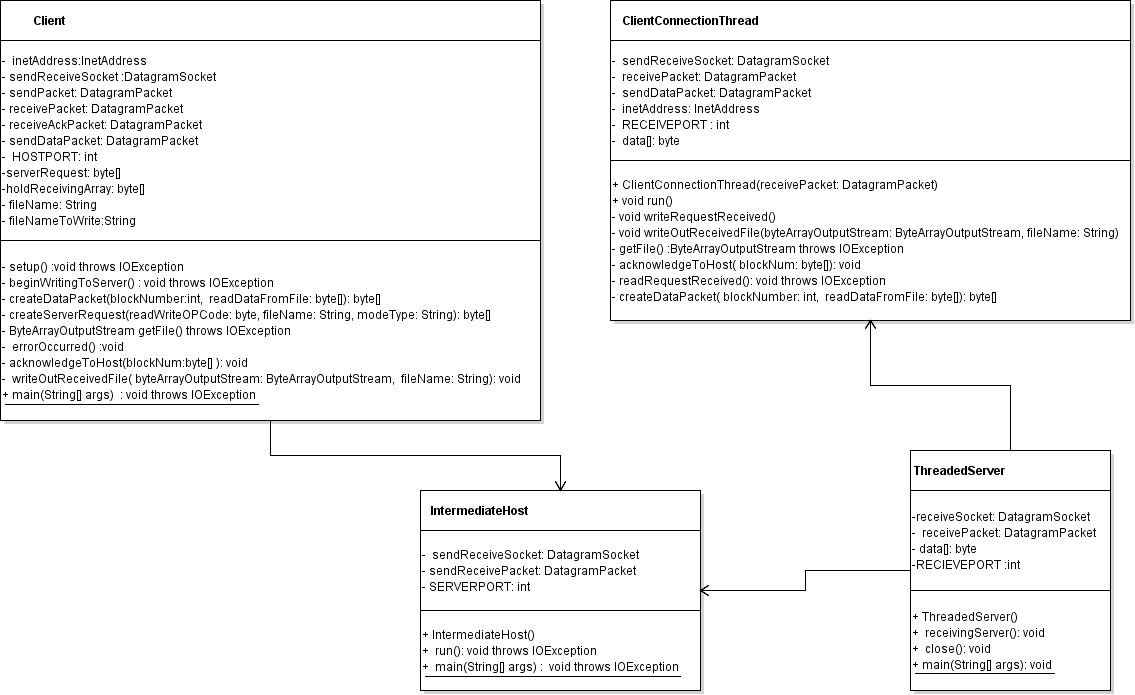 Client
- inetAddress:InetAddress
- sendReceiveSocket :DatagramSocket
- sendPacket: DatagramPacket
- receivePacket: DatagramPacket
- receiveAckPacket: DatagramPacket
- sendDataPacket: DatagramPacket
- HOSTPORT: int
-serverRequest: byte[]
-holdReceivingArray: byte[]
- fileName: String
- fileNameToWrite:String
- setup() :void throws IOException
- beginWritingToServer() : void throws IOException
- createDataPacket(blockNumber:int, readDataFromFile: byte[]): byte[]
- createServerRequest(readWriteOPCode: byte, fileName: String, modeType: String): byte[]
- ByteArrayOutputStream getFile() throws IOException
- errorOccurred() :void
- acknowledgeToHost(blockNum:byte[] ): void
- writeOutReceivedFile( byteArrayOutputStream: ByteArrayOutputStream, fileName: String): void
+ main(String[] args) : void throws IOException
ClientConnectionThread
- sendReceiveSocket: DatagramSocket
- receivePacket: DatagramPacket
- sendDataPacket: DatagramPacket
- inetAddress: InetAddress
- RECEIVEPORT : int
- data[]: byte
+ ClientConnectionThread(receivePacket: DatagramPacket)
+ void run()
- void writeRequestReceived()
- void writeOutReceivedFile(byteArrayOutputStream: ByteArrayOutputStream, fileName: String)
- getFile() :ByteArrayOutputStream throws IOException
- acknowledgeToHost( blockNum: byte[]): void
- readRequestReceived(): void throws IOException
- createDataPacket( blockNumber: int, readDataFromFile: byte[]): byte[]
IntermediateHost
- sendReceiveSocket: DatagramSocket
- sendReceivePacket: DatagramPacket
- SERVERPORT: int
+ IntermediateHost()
+ run(): void throws IOException
+ main(String[] args) : void throws IOException
ThreadedServer
-receiveSocket: DatagramSocket
- receivePacket: DatagramPacket
- data[]: byte
-RECIEVEPORT :int
+ ThreadedServer()
+ receivingServer(): void
+ close(): void
+ main(String[] args): void